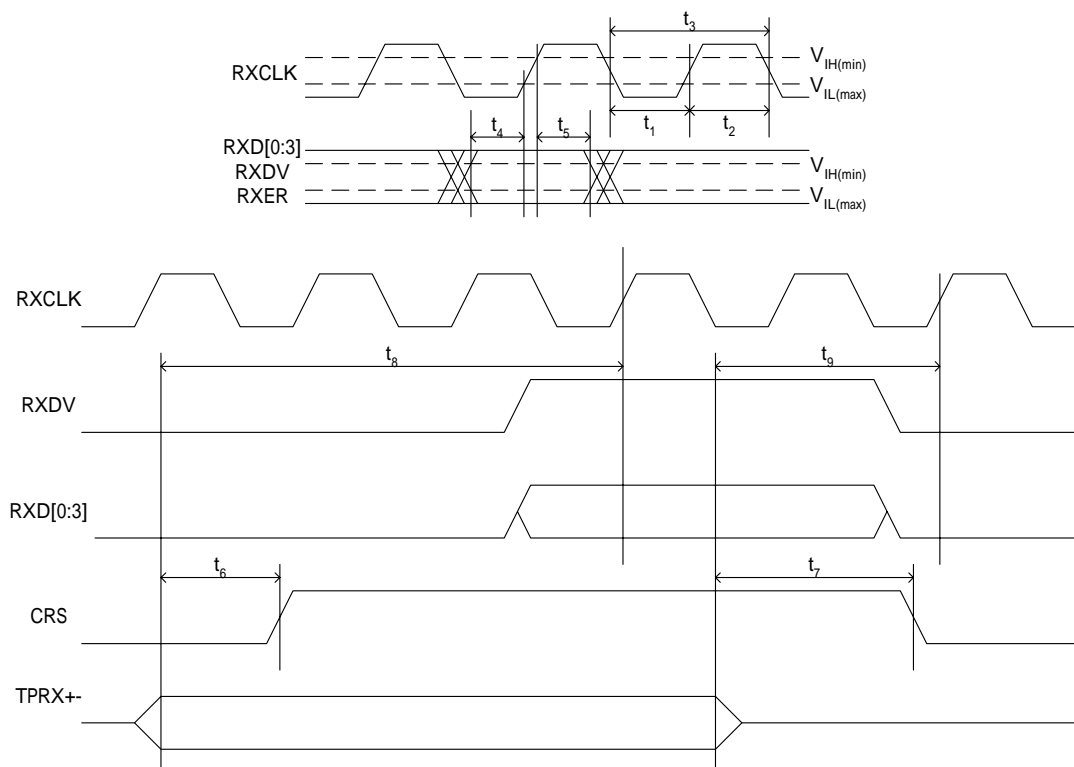 t3
RXCLK
VIH(min)
VIL(max)
t4
t5
t1
t2
RXD[0:3]
RXDV
RXER
VIH(min)
VIL(max)
RXCLK
t8
t9
RXDV
RXD[0:3]
t6
t7
CRS
TPRX+-